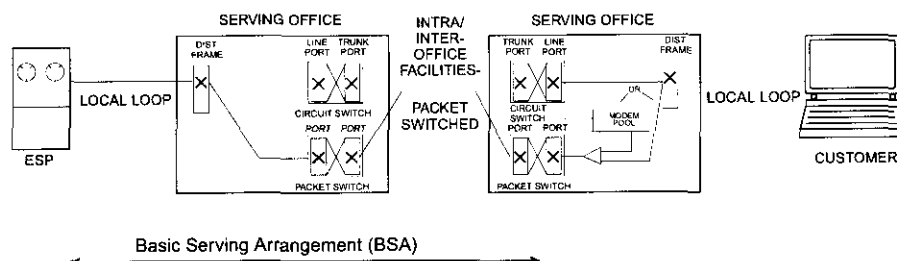 SERVING OFFICE
INTRA/
INTER-
OFFICE
FACILITIES-
PACKET
SWITCHED
SERVING OFFICE
DIST
FRAME
LINE
PORT
TRUNK
PORT
CIRCUIT SWITCH
PORT
PORT
PACKET SWITCH
LOCAL LOOP
ESP
TRUNK
PORT
LINE
PORT
DIST
FRAME
OR
CIRCUIT
SWITCH
MODEM
POOL
PORT
PORT
PACKET SWITCH
LOCAL LOOP
CUSTOMER
Basic Serving Arrangement (BSA)